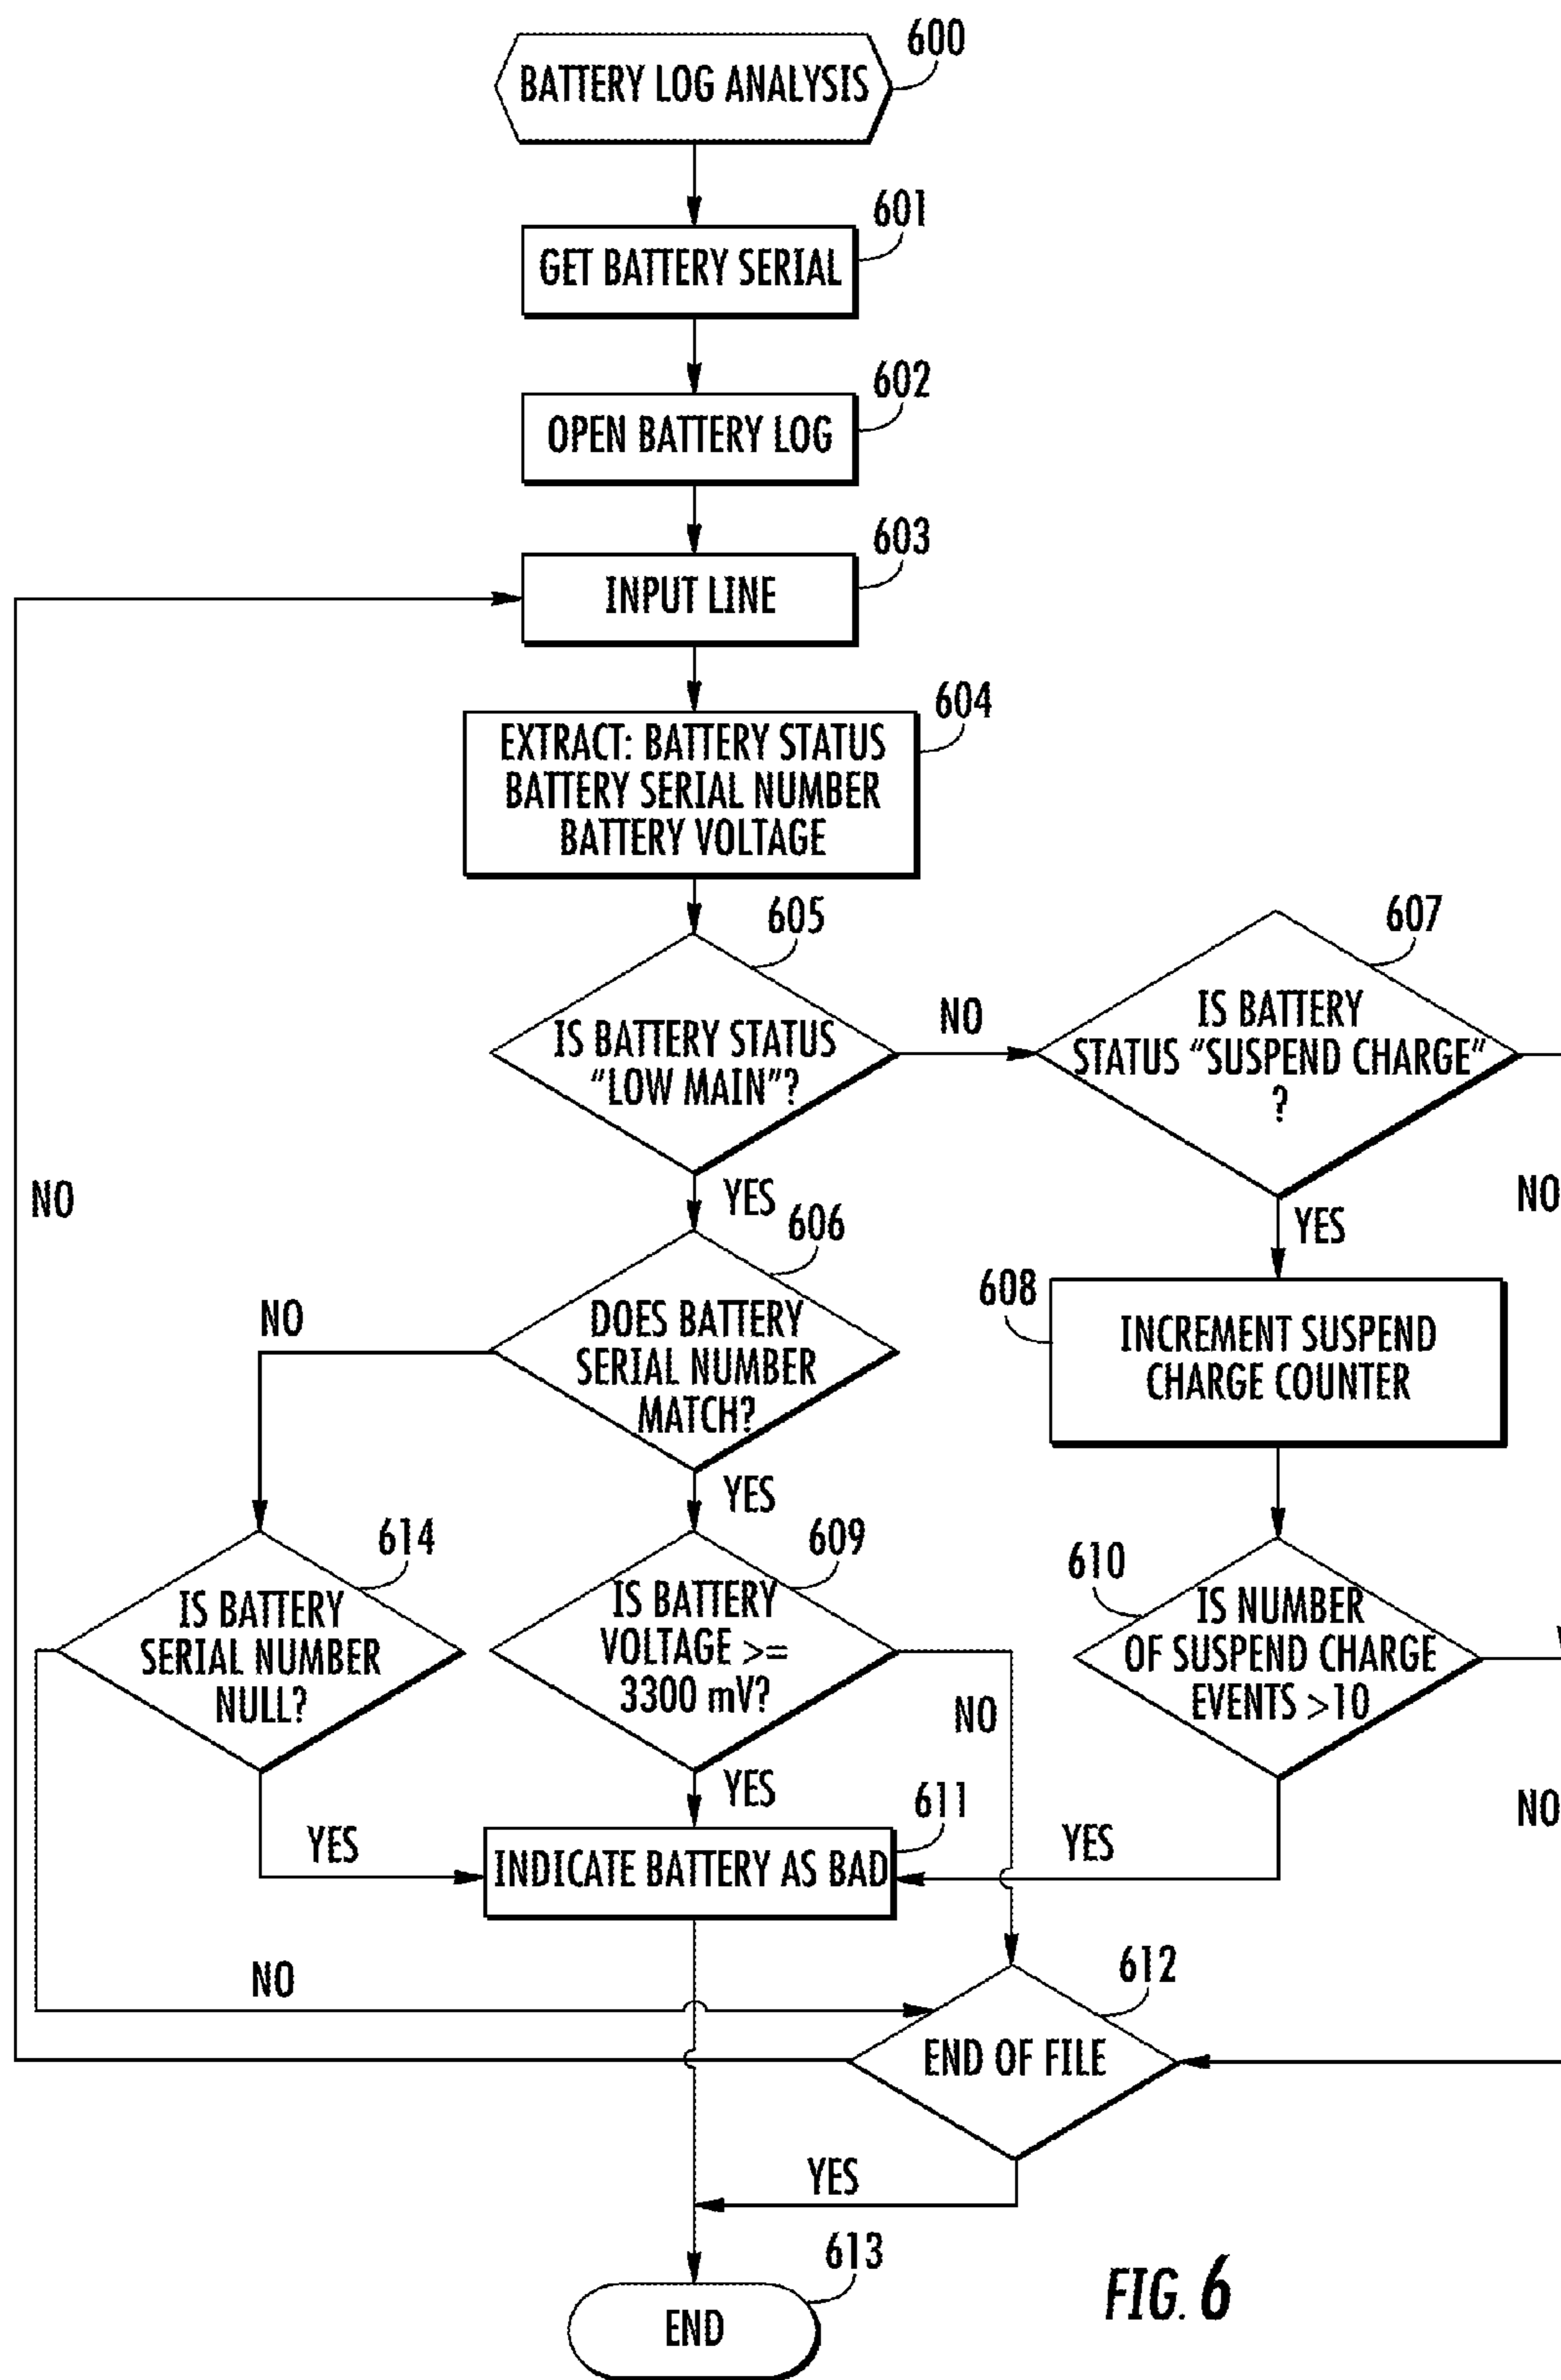 600
BATTERY LOG ANALYSIS
601
GET BATTERY SERIAL
602
OPEN BATTERY LOG
603
INPUT LINE
604
EXTRACT: BATTERY STATUS
BATTERY SERIAL NUMBER
BATTERY VOLTAGE
605
IS BATTERY STATUS
"LOW MAIN"?
NO
607
IS BATTERY
STATUS "SUSPEND CHARGE"
?
NO
YES
606
DOES BATTERY
SERIAL NUMBER
MATCH?
NO
YES
NO
YES
608
INCREMENT SUSPEND
CHARGE COUNTER
614
IS BATTERY
SERIAL NUMBER
NULL?
609
IS BATTERY
VOLTAGE >=
3300 mV?
NO
610
IS NUMBER
OF SUSPEND CHARGE
EVENTS >10
NO
YES
YES
611
INDICATE BATTERY AS BAD
YES
NO
612
END OF FILE
YES
613
END
FIG. 6